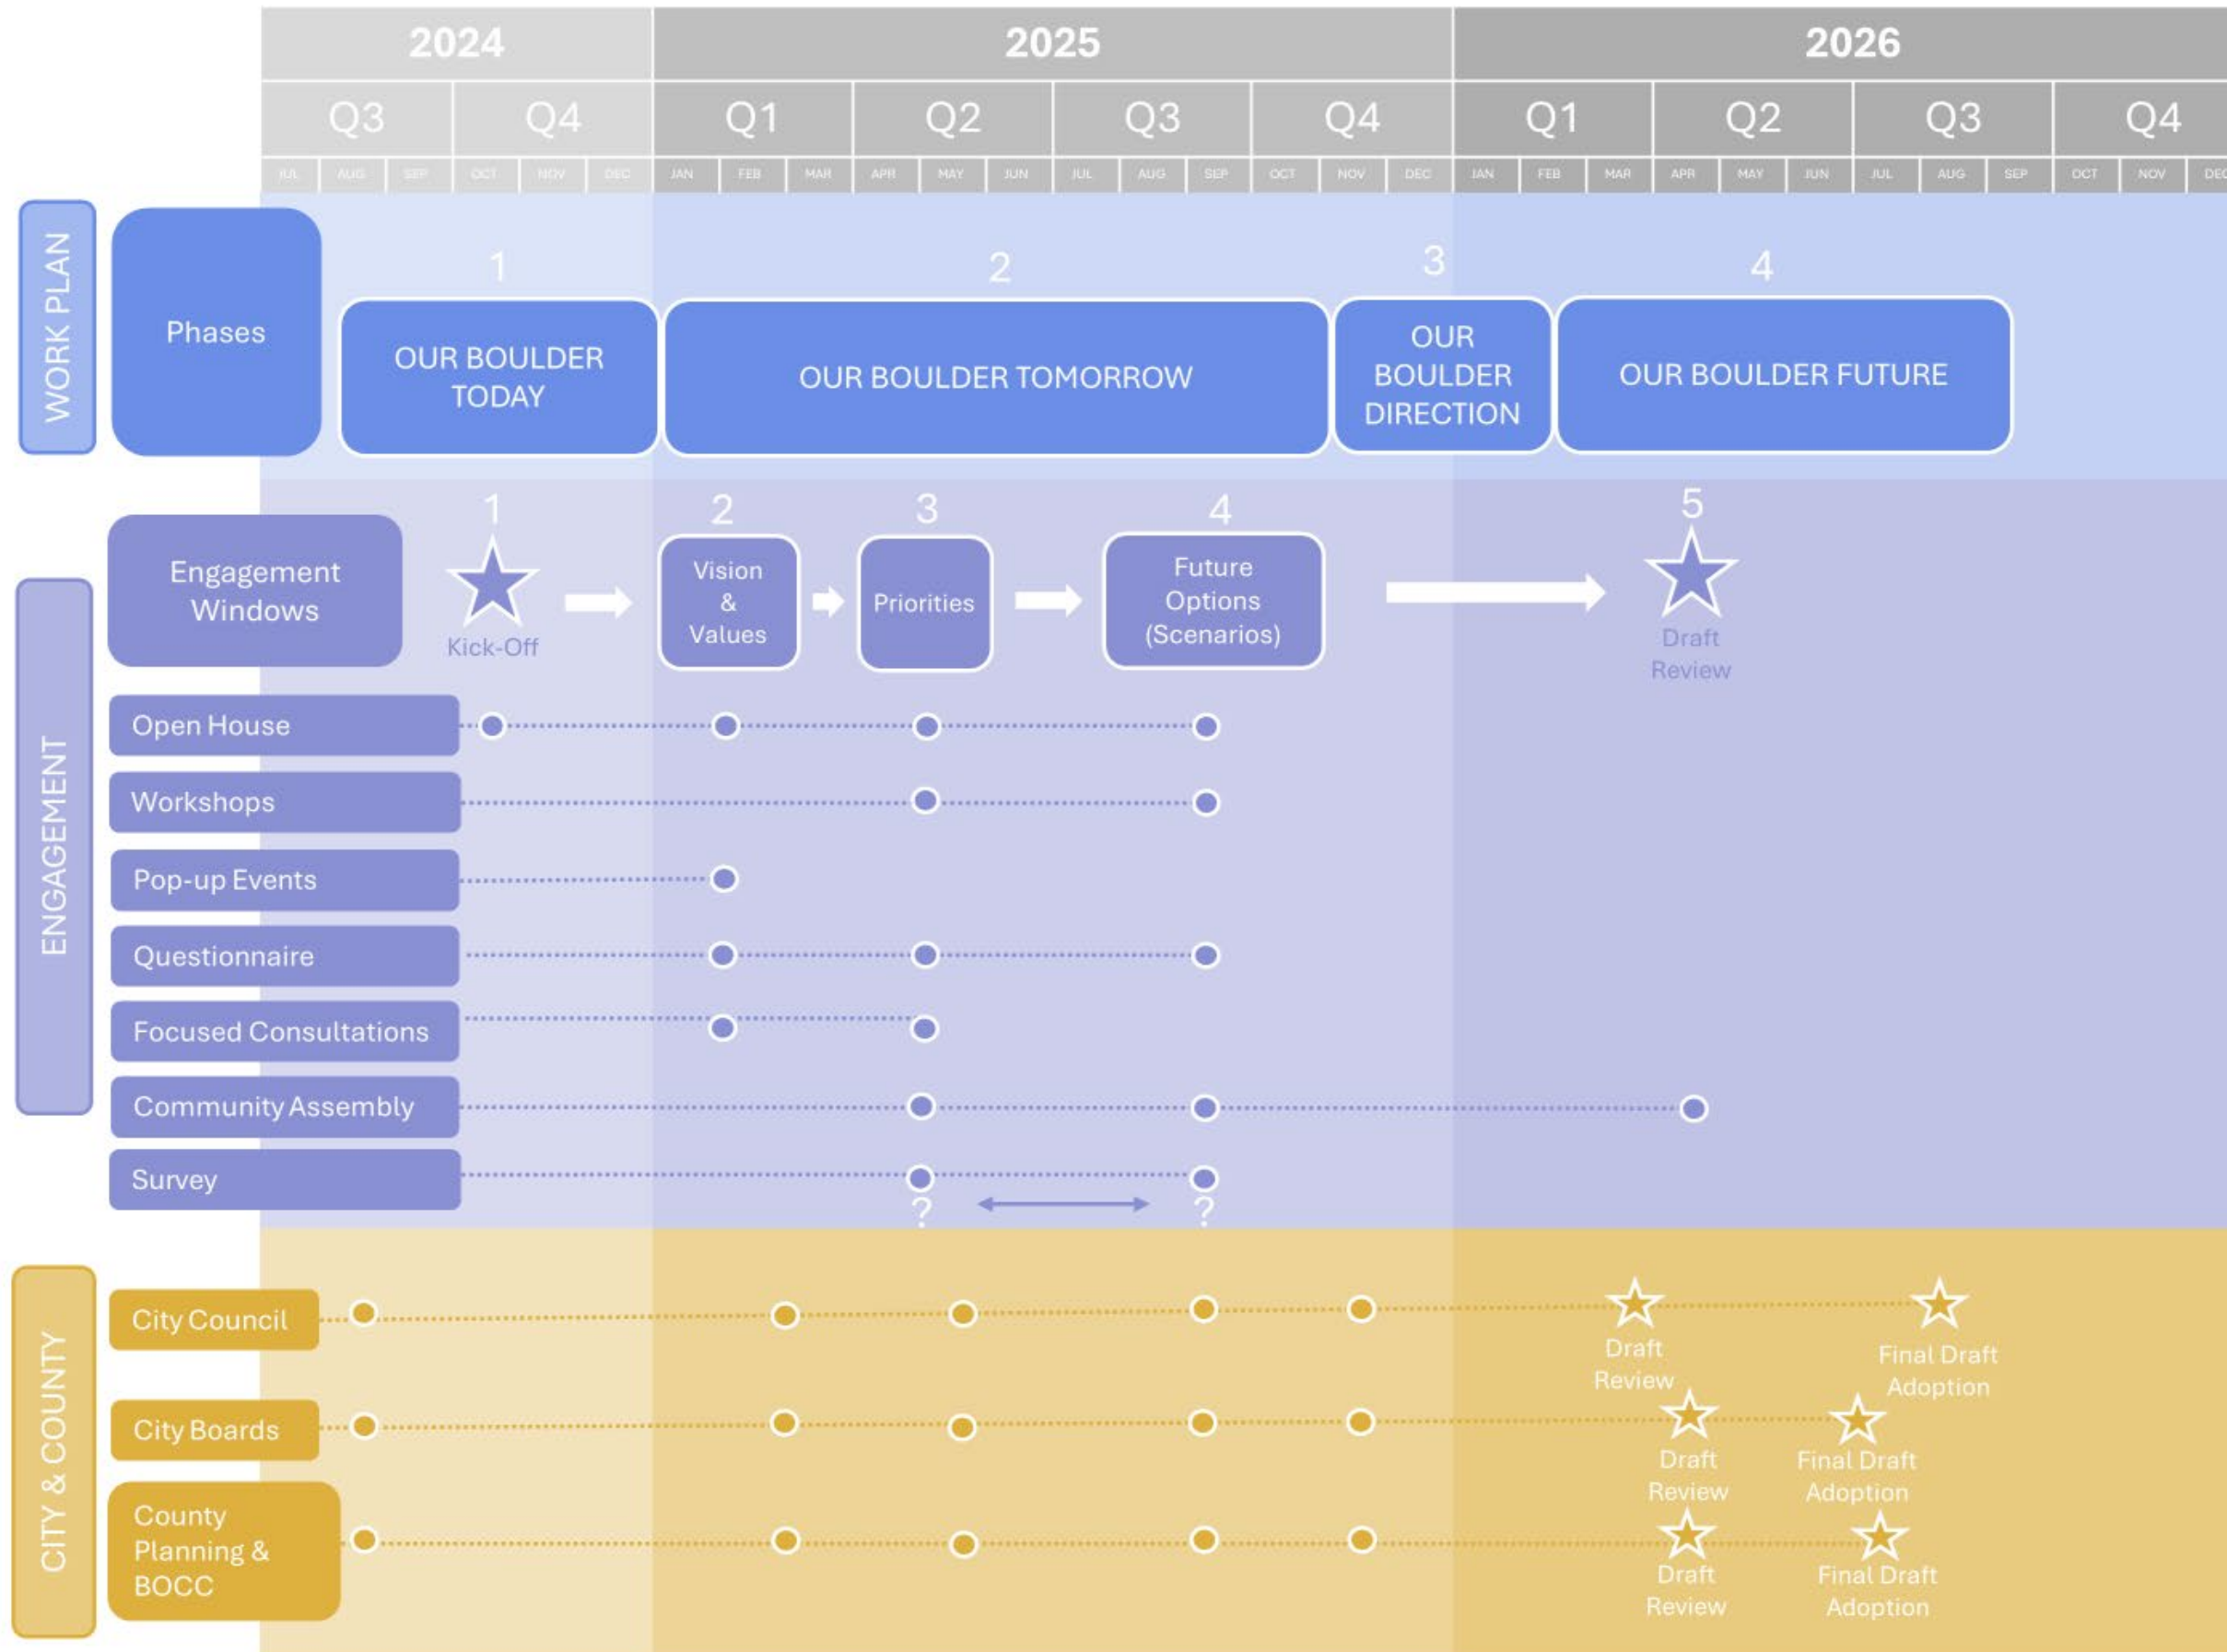 2024
2025
2026
Q3
Q4
Q1
Q2
Q3
Q4
Q1
Q2
Q3
Q4
JUL
AUG
SEP
OCT
NOV
DEC
JAN
FEB
MAR
APR
MAY
JUN
JUL
AUG
SEP
OCT
NOV
DEC
JAN
FEB
MAR
APR
MAY
JUN
JUL
AUG
SEP
OCT
NOV
DEC
WORK PLAN
Phases
1
OUR BOULDER
TODAY
2
OUR BOULDER TOMORROW
3
OUR
BOULDER
DIRECTION
4
OUR BOULDER FUTURE
ENGAGEMENT
Engagement
Windows
1
Kick-Off
2
Vision
&
Values
3
Priorities
4
Future
Options
(Scenarios)
5
Draft
Review
Open House
Workshops
Pop-up Events
Questionnaire
Focused Consultations
Community Assembly
Survey
?
?
CITY & COUNTY
City Council
Draft
Review
Final Draft
Adoption
City Boards
Draft
Review
Final Draft
Adoption
County
Planning &
BOCC
Draft
Review
Final Draft
Adoption